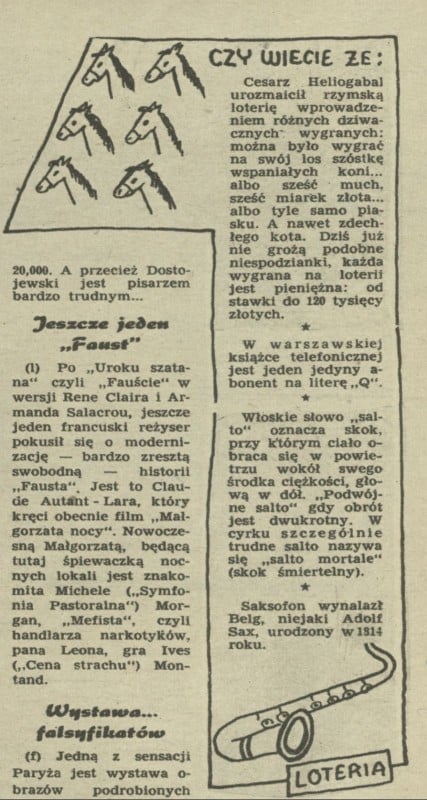 20,000. A przecież Dosto-
jewski jest pisarzem
bardzo trudnym...
Jeszcze jeden
„Faust"
(l) Po „Uroku szata-
na" czyli „Fauście" w
wersji Rene Claira i Ar-
manda Salacrou, jeszcze
jeden francuski reżyser
pokusił się o moderni-
zację — bardzo zresztą
swobodną — historii
„Fausta". Jest to Clau-
de Autant-Lara, który
kręci obecnie film „Mał-
gorzata nocy". Nowocze-
sną Małgorzatą, będącą
tutaj śpiewaczką noc-
nych lokali jest znako-
mita Michele („Symfo-
nia Pastoralna") Mor-
gan, „Mefista", czyli
handlarza narkotyków,
pana Leona, gra Ives
(„Cena strachu") Mon-
tand.
Wystawa...
falsyfikatów
(f) Jedną z sensacji
Paryża jest wystawa o-
brazów podrobionych
CZY WIECIE ŻE:
Cesarz Heliogabal
urozmaicił rzymską
loterię wprowadze-
niem różnych dziwa-
cznych wygranych:
można było wygrać
na swój los szóstkę
wspaniałych koni...
albo sześć much,
sześć miarek złota...
albo tyle samo pia-
sku. A nawet zdech-
łego kota. Dziś już
nie grożą podobne
niespodzianki, każda
wygrana na loterii
jest pieniężna: od
stawki do 120 tysięcy
złotych.
★
W warszawskiej
książce telefonicznej
jest jeden jedyny a-
bonent na literę „Q".
★
Włoskie słowo „sal-
to" oznacza skok,
przy którym ciało o-
braca się w powie-
trzu wokół swego
środka ciężkości, gło-
wą w dół. „Podwój-
ne salto" gdy obrót
jest dwukrotny. W
cyrku szczególnie
trudne salto nazywa
się „salto mortale"
(skok śmiertelny).
★
Saksofon wynalazł
Belg, niejaki Adolf
Sax, urodzony w 1814
roku.
LOTERIA